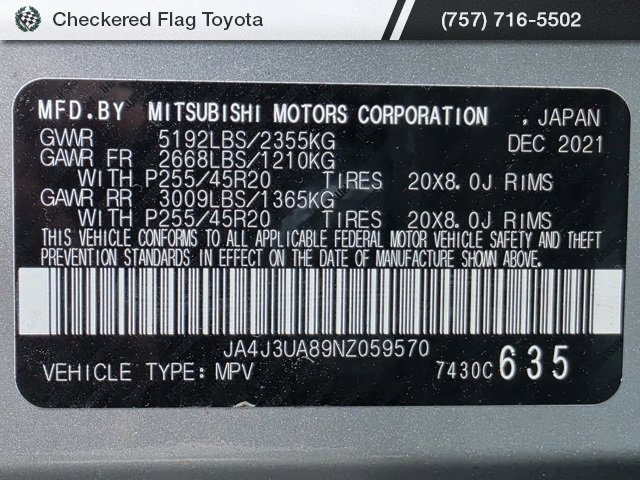 Checkered Flag Toyota (757) 716-5502
MFD.BY MITSUBISHI MOTORS CORPORATION , JAPAN
GVWR 5192LBS/2355KG DEC 2021
GAWR FR 2668LBS/1210KG
WITH P255/45R20 TIRES 20X8.0J RIMS
GAWR RR 3009LBS/1365KG
WITH P255/45R20 TIRES 20X8.0J RIMS
THIS VEHICLE CONFORMS TO ALL APPLICABLE FEDERAL MOTOR VEHICLE SAFETY AND THEFT
PREVENTION STANDARDS IN EFFECT ON THE DATE OF MANUFACTURE SHOWN ABOVE.
JA4J3UA89NZ059570
VEHICLE TYPE: MPV 7430C 635